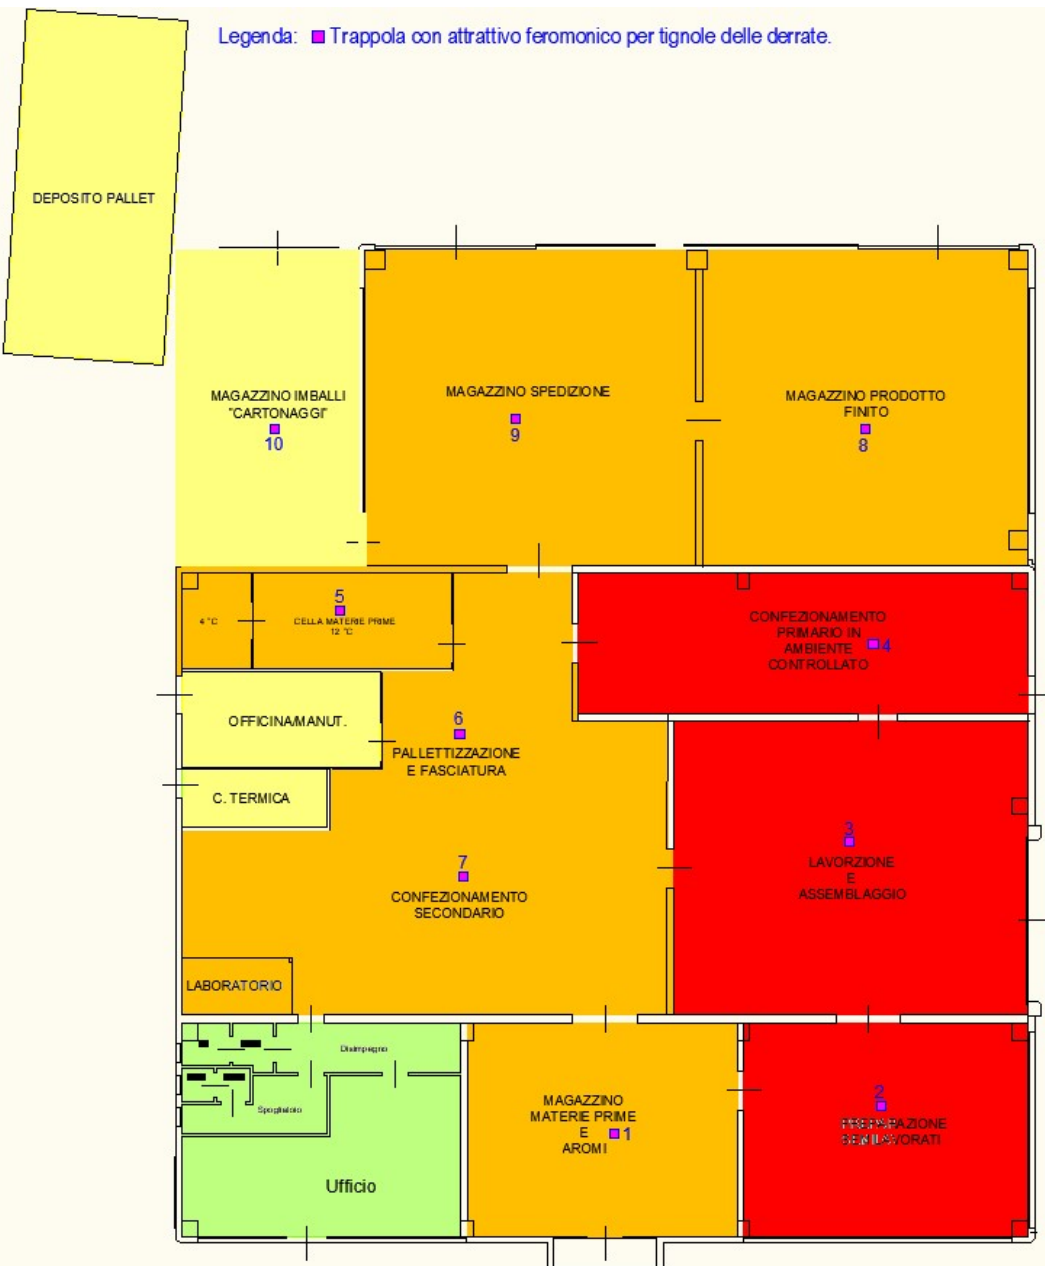 Legenda: Trappola con attrattivo feromonico per tignole delle derrate.
DEPOSITO PALLET
MAGAZZINO IMBALLI
"CARTONAGGI"
10
MAGAZZINO SPEDIZIONE
9
MAGAZZINO PRODOTTO
FINITO
8
4 °C
5
CELLA MATERIE PRIME
12 °C
CONFEZIONAMENTO
PRIMARIO IN
AMBIENTE
CONTROLLATO
4
OFFICINA/MANUT.
6
PALLETTIZZAZIONE
E FASCIATURA
C. TERMICA
3
LAVORZIONE
E
ASSEMBLAGGIO
7
CONFEZIONAMENTO
SECONDARIO
LABORATORIO
Disimpegno
Spogliatoio
Ufficio
MAGAZZINO
MATERIE PRIME
E
AROMI
1
2
PREPARAZIONE
SEMILAVORATI